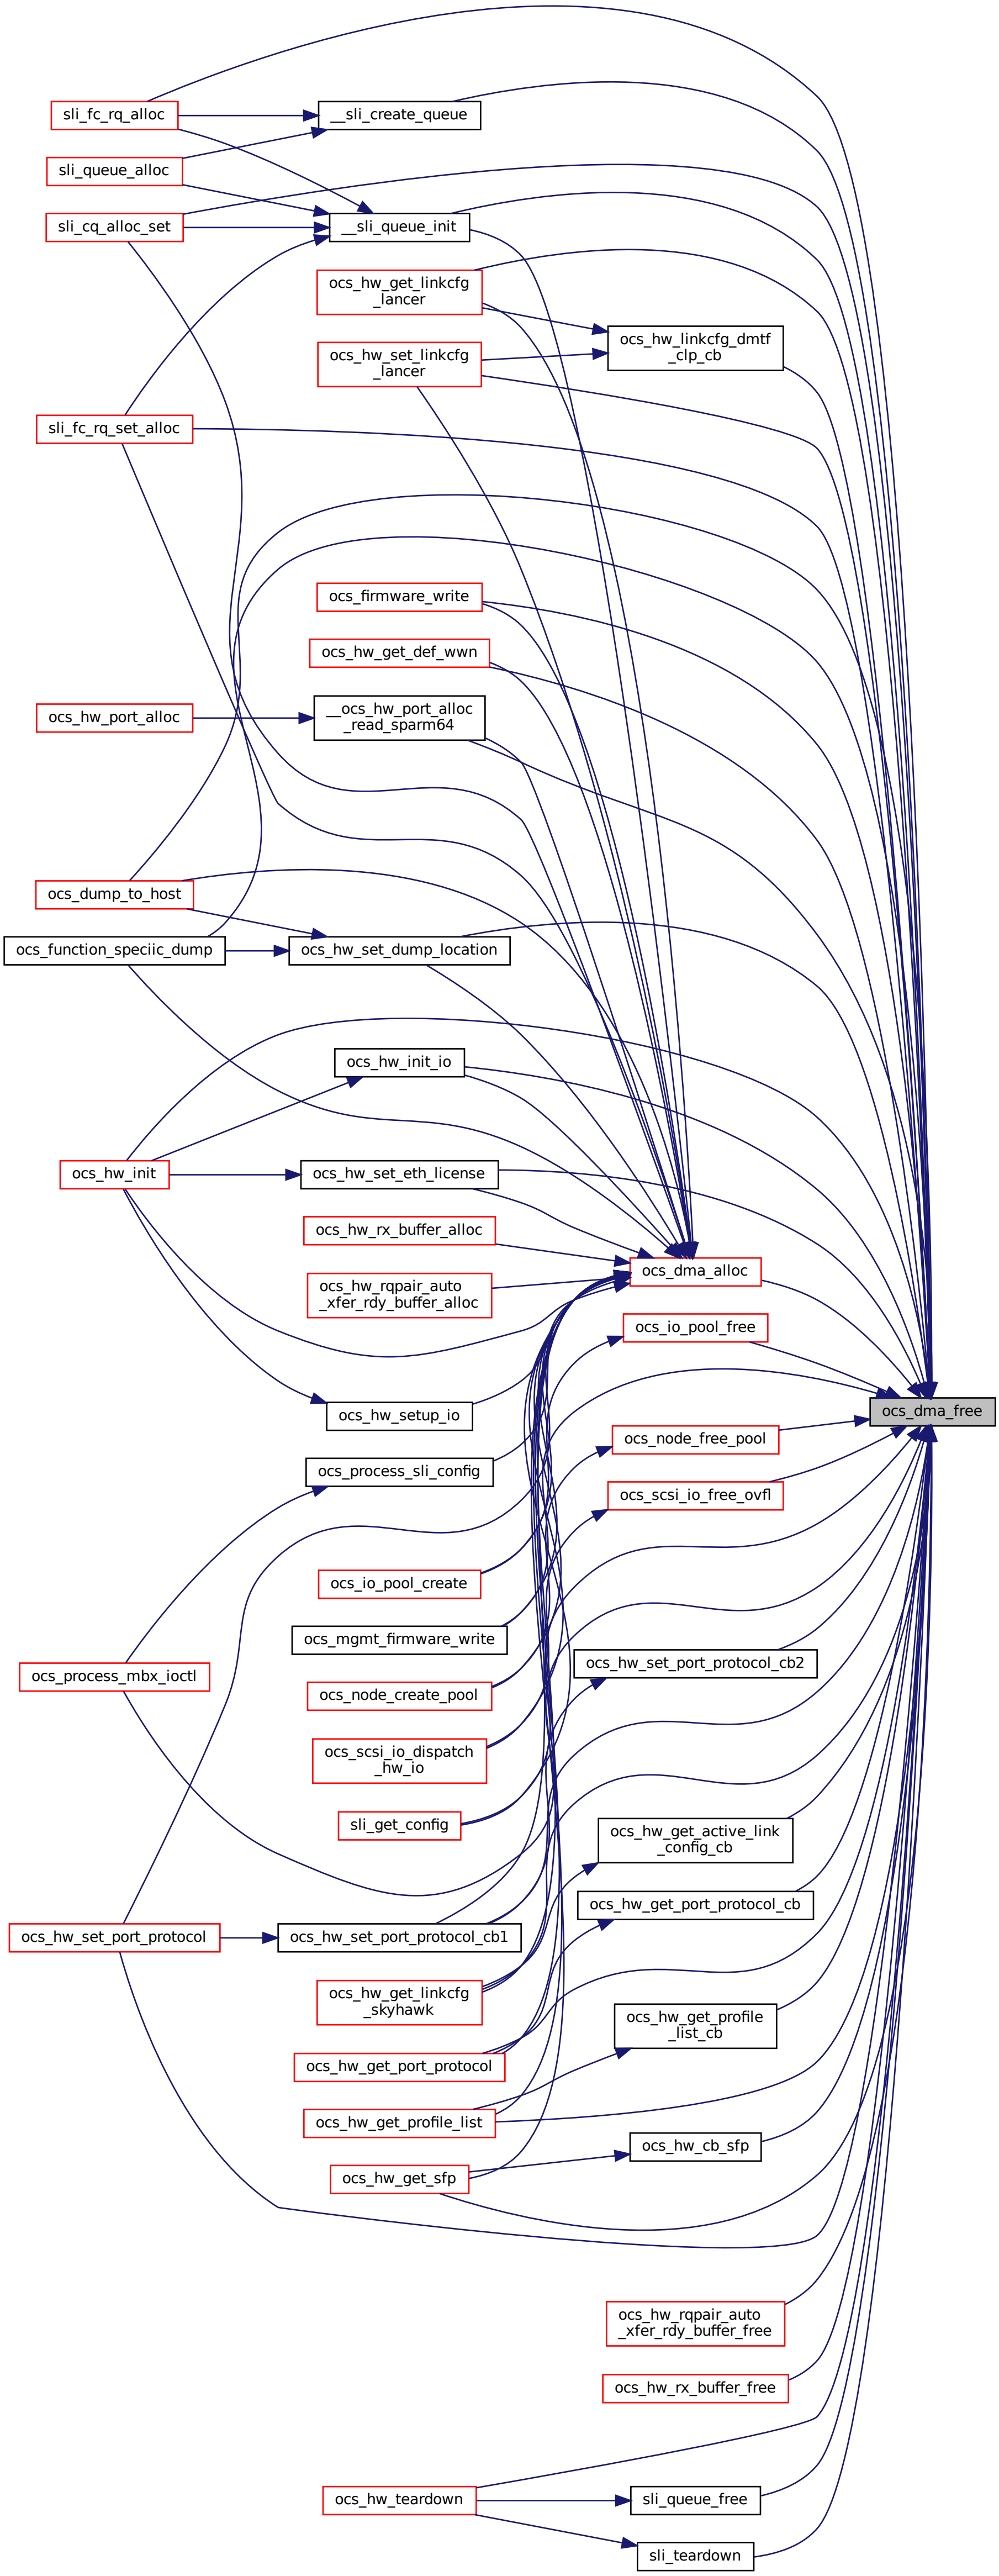 sli_fc_rq_alloc
__sli_create_queue
sli_queue_alloc
sli_cq_alloc_set
__sli_queue_init
ocs_hw_get_linkcfg
_lancer
ocs_hw_linkcfg_dmtf
_clp_cb
ocs_hw_set_linkcfg
_lancer
sli_fc_rq_set_alloc
ocs_firmware_write
ocs_hw_get_def_wwn
ocs_hw_port_alloc
__ocs_hw_port_alloc
_read_sparm64
ocs_dump_to_host
ocs_function_speciic_dump
ocs_hw_set_dump_location
ocs_hw_init_io
ocs_hw_init
ocs_hw_set_eth_license
ocs_hw_rx_buffer_alloc
ocs_dma_alloc
ocs_hw_rqpair_auto
_xfer_rdy_buffer_alloc
ocs_io_pool_free
ocs_hw_setup_io
ocs_dma_free
ocs_node_free_pool
ocs_process_sli_config
ocs_scsi_io_free_ovfl
ocs_io_pool_create
ocs_mgmt_firmware_write
ocs_hw_set_port_protocol_cb2
ocs_process_mbx_ioctl
ocs_node_create_pool
ocs_scsi_io_dispatch
_hw_io
sli_get_config
ocs_hw_get_active_link
_config_cb
ocs_hw_get_port_protocol_cb
ocs_hw_set_port_protocol
ocs_hw_set_port_protocol_cb1
ocs_hw_get_linkcfg
_skyhawk
ocs_hw_get_profile
_list_cb
ocs_hw_get_port_protocol
ocs_hw_get_profile_list
ocs_hw_cb_sfp
ocs_hw_get_sfp
ocs_hw_rqpair_auto
_xfer_rdy_buffer_free
ocs_hw_rx_buffer_free
ocs_hw_teardown
sli_queue_free
sli_teardown